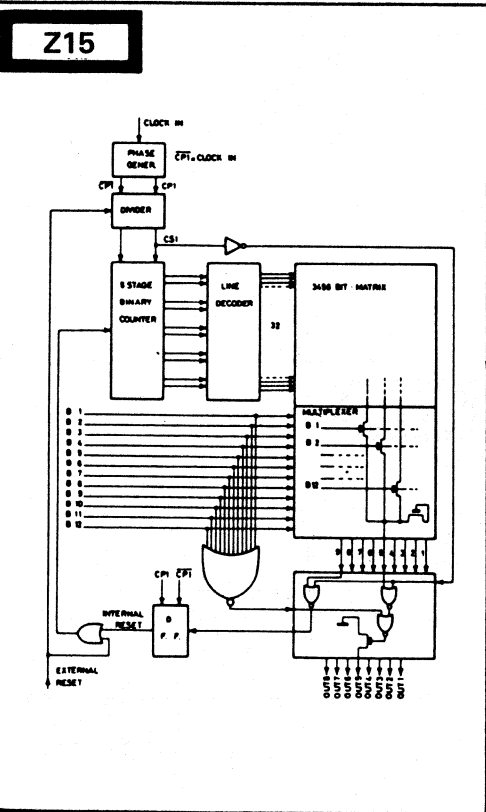 Z15
CLOCK IN
PHASE
GENER.
CP1 = CLOCK IN
CP1
CP1
DIVIDER
CS1
5 STAGE
BINARY
COUNTER
LINE
DECODER
32
3456 BIT - MATRIX
B 1
B 2
B 3
B 4
B 5
B 6
B 7
B 8
B 9
B 10
B 11
B 12
MULTIPLEXER
B 1
B 2
B12
9 8 7 6 5 4 3 2 1
CP1 CP1
INTERNAL
RESET
D
F. F.
EXTERNAL
RESET
OUT8
OUT7
OUT6
OUT5
OUT4
OUT3
OUT2
OUT1